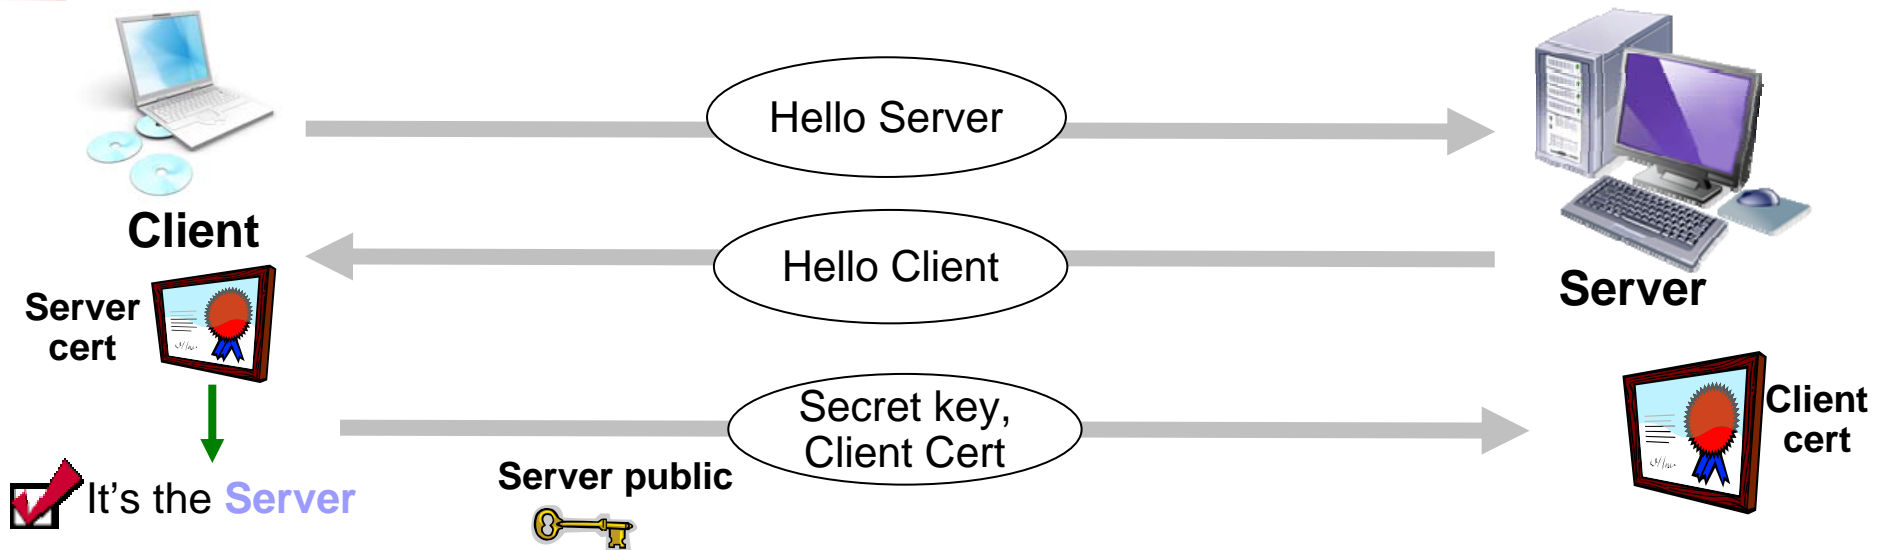 Hello Server
Client
Hello Client
Server
Server
cert
Secret key,
Client Cert
Client
cert
Server public
It's the Server